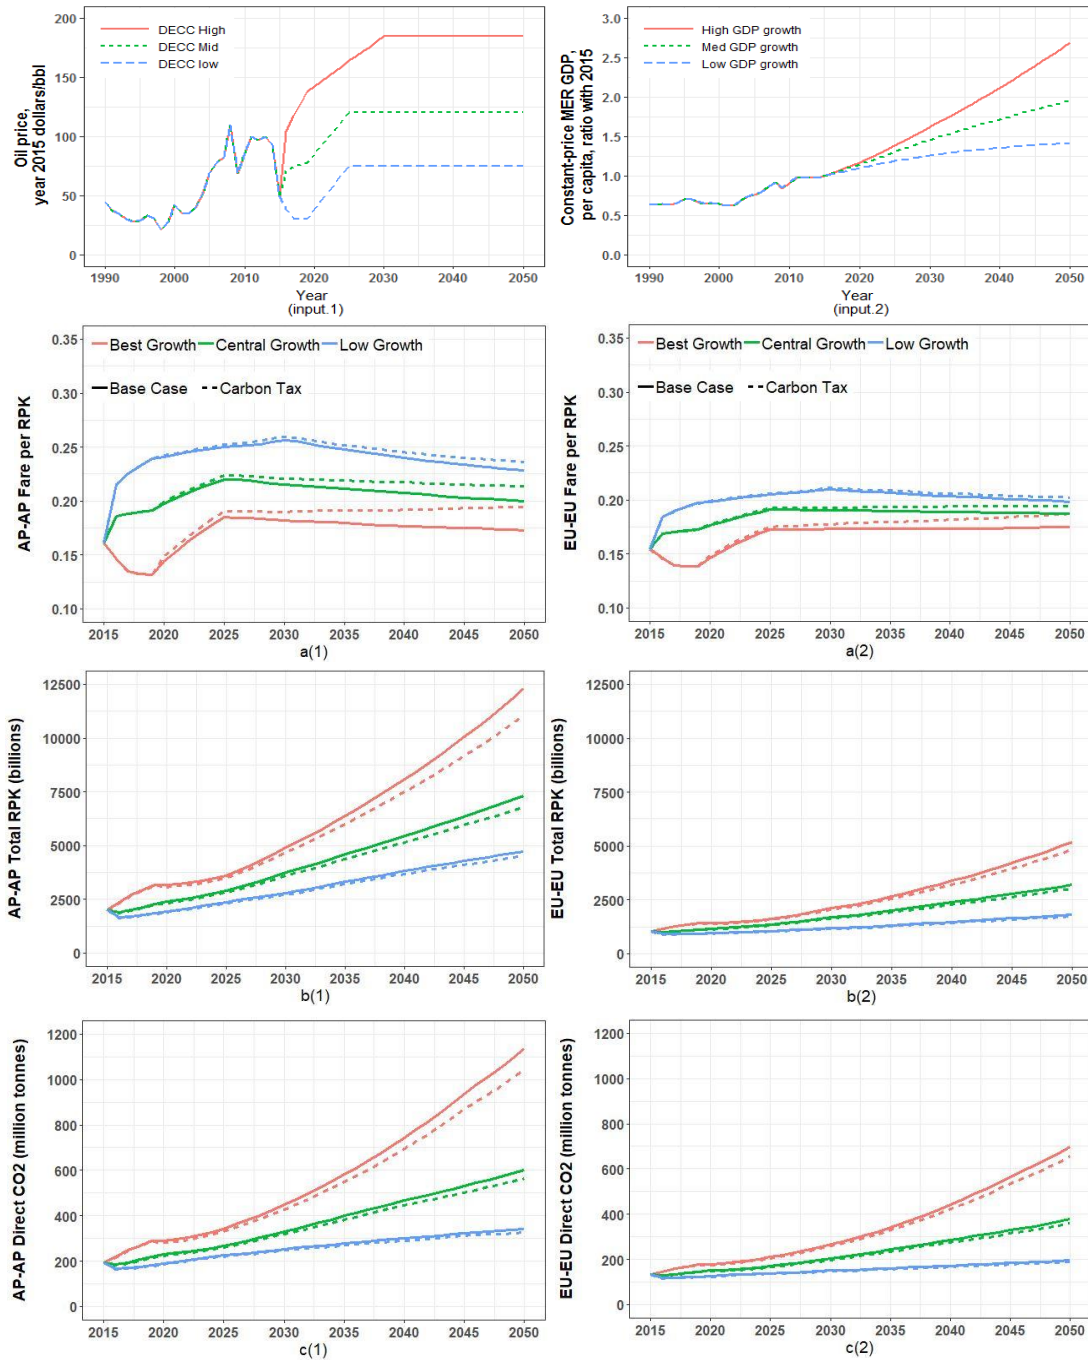 Oil price,
year 2015 dollars/bbl
200
150
100
50
0
DECC High
DECC Mid
DECC low
1990 2000 2010 2020 2030 2040 2050
Year
(input.1)
Constant-price MER GDP,
per capita, ratio with 2015
3.0
2.5
2.0
1.5
1.0
0.5
0.0
High GDP growth
Med GDP growth
Low GDP growth
1990 2000 2010 2020 2030 2040 2050
Year
(input.2)
AP-AP Fare per RPK
0.35
0.30
0.25
0.20
0.15
0.10
Best Growth Central Growth Low Growth
Base Case Carbon Tax
2015 2020 2025 2030 2035 2040 2045 2050
a(1)
EU-EU Fare per RPK
0.35
0.30
0.25
0.20
0.15
0.10
Best Growth Central Growth Low Growth
Base Case Carbon Tax
2015 2020 2025 2030 2035 2040 2045 2050
a(2)
AP-AP Total RPK (billions)
12500
10000
7500
5000
2500
0
2015 2020 2025 2030 2035 2040 2045 2050
b(1)
EU-EU Total RPK (billions)
12500
10000
7500
5000
2500
0
2015 2020 2025 2030 2035 2040 2045 2050
b(2)
AP-AP Direct CO2 (million tonnes)
1200
1000
800
600
400
200
0
2015 2020 2025 2030 2035 2040 2045 2050
c(1)
EU-EU Direct CO2 (million tonnes)
1200
1000
800
600
400
200
0
2015 2020 2025 2030 2035 2040 2045 2050
c(2)